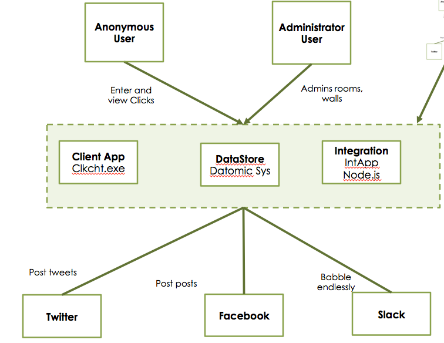 Anonymous
User
Administrator
User
Enter and
view Clicks
Admins rooms,
walls
Client App
Clkcht.exe
DataStore
Datomic Sys
Integration
IntApp
Node.js
Post tweets
Post posts
Babble
endlessly
Twitter
Facebook
Slack